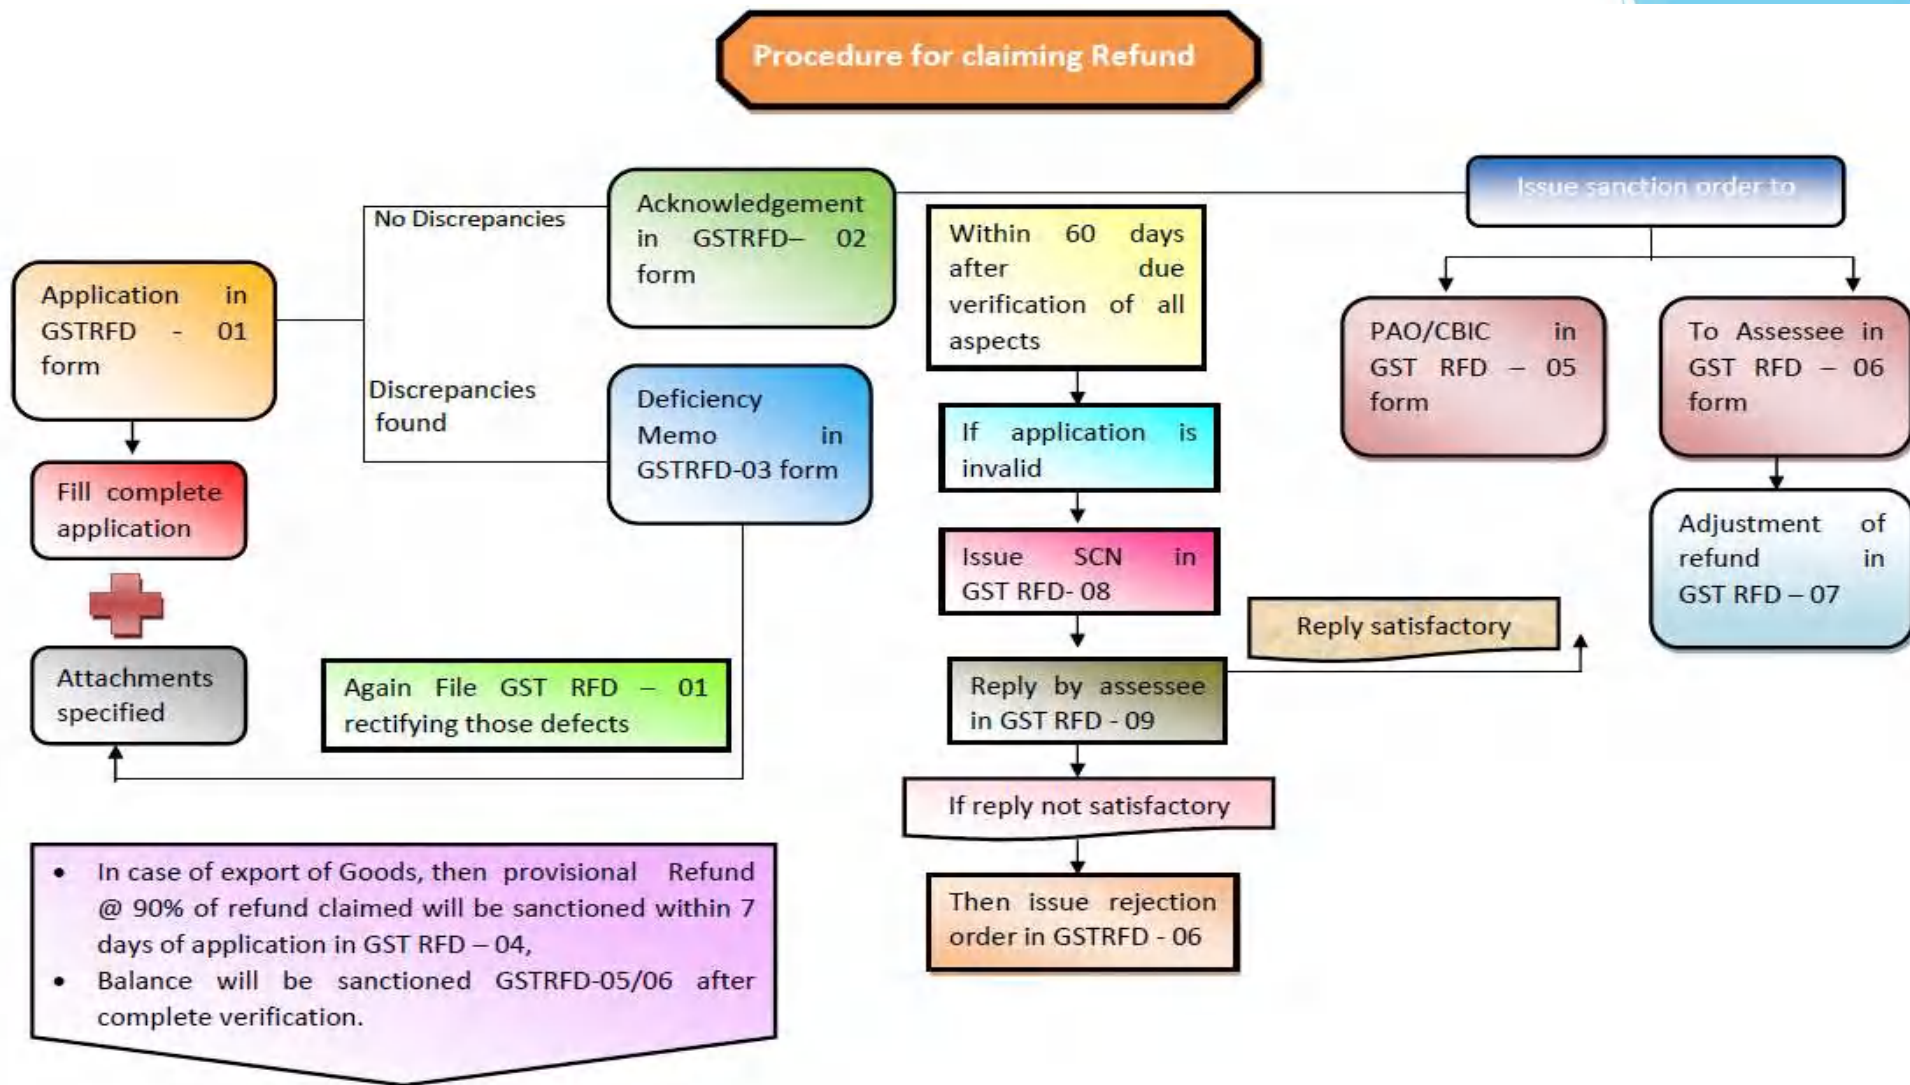 Procedure for claiming Refund
Application in
GSTRFD - 01
form
Fill complete
application
Attachments
specified
No Discrepancies
Discrepancies
found
Acknowledgement
in GSTRFD– 02
form
Deficiency
Memo in
GSTRFD-03 form
Again File GST RFD – 01
rectifying those defects
Within 60 days
after due
verification of all
aspects
If application is
invalid
Issue SCN in
GST RFD- 08
Reply by assessee
in GST RFD - 09
Reply satisfactory
If reply not satisfactory
Then issue rejection
order in GSTRFD - 06
Issue sanction order to
PAO/CBIC in
GST RFD – 05
form
To Assessee in
GST RFD – 06
form
Adjustment of
refund in
GST RFD – 07
• In case of export of Goods, then provisional Refund
@ 90% of refund claimed will be sanctioned within 7
days of application in GST RFD – 04,
• Balance will be sanctioned GSTRFD-05/06 after
complete verification.